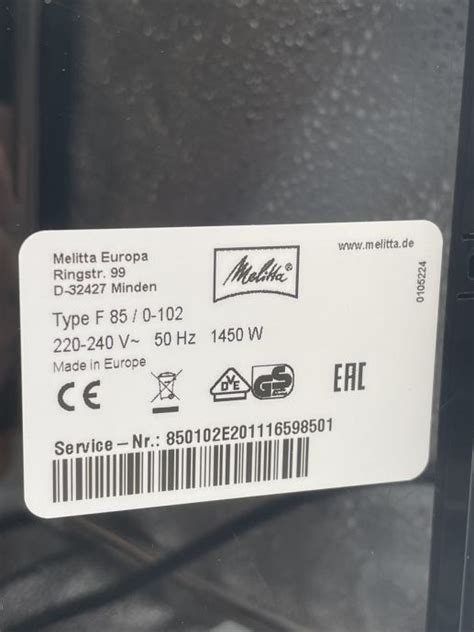 Melitta Europa
Ringstr. 99
D-32427 Minden
Melitta®
www.melitta.de
0105224
Type F 85 / 0-102
220-240 V~ 50 Hz 1450 W
Made in Europe
CE
DVE
GS
EAC
Service – Nr.: 850102E201116598501